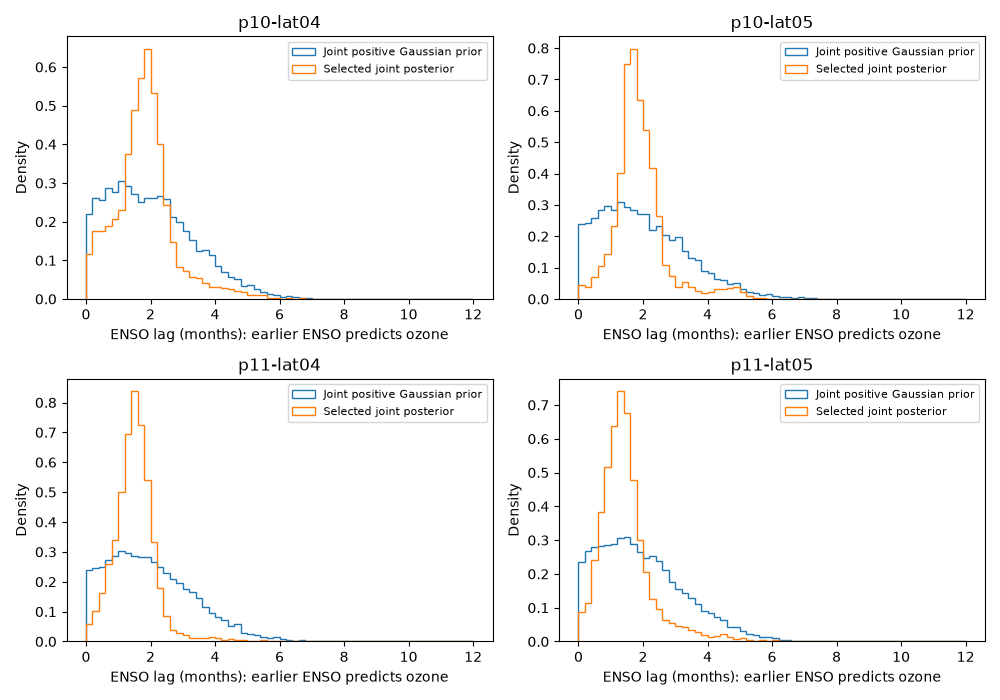 p10-lat04
Density
0.0
0.1
0.2
0.3
0.4
0.5
0.6
Joint positive Gaussian prior
Selected joint posterior
0 2 4 6 8 10 12
ENSO lag (months): earlier ENSO predicts ozone
p10-lat05
Density
0.0
0.1
0.2
0.3
0.4
0.5
0.6
0.7
0.8
Joint positive Gaussian prior
Selected joint posterior
0 2 4 6 8 10 12
ENSO lag (months): earlier ENSO predicts ozone
p11-lat04
Density
0.0
0.1
0.2
0.3
0.4
0.5
0.6
0.7
0.8
Joint positive Gaussian prior
Selected joint posterior
0 2 4 6 8 10 12
ENSO lag (months): earlier ENSO predicts ozone
p11-lat05
Density
0.0
0.1
0.2
0.3
0.4
0.5
0.6
0.7
Joint positive Gaussian prior
Selected joint posterior
0 2 4 6 8 10 12
ENSO lag (months): earlier ENSO predicts ozone